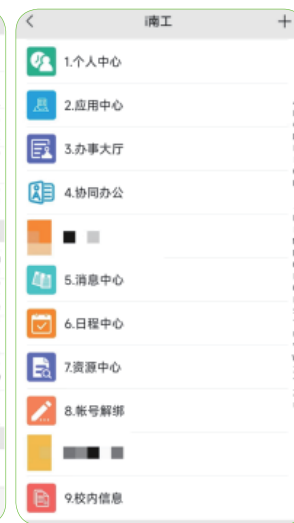 i南工
1.个人中心
2.应用中心
3.办事大厅
4.协同办公
5.消息中心
6.日程中心
7.资源中心
8.帐号解绑
9.校内信息